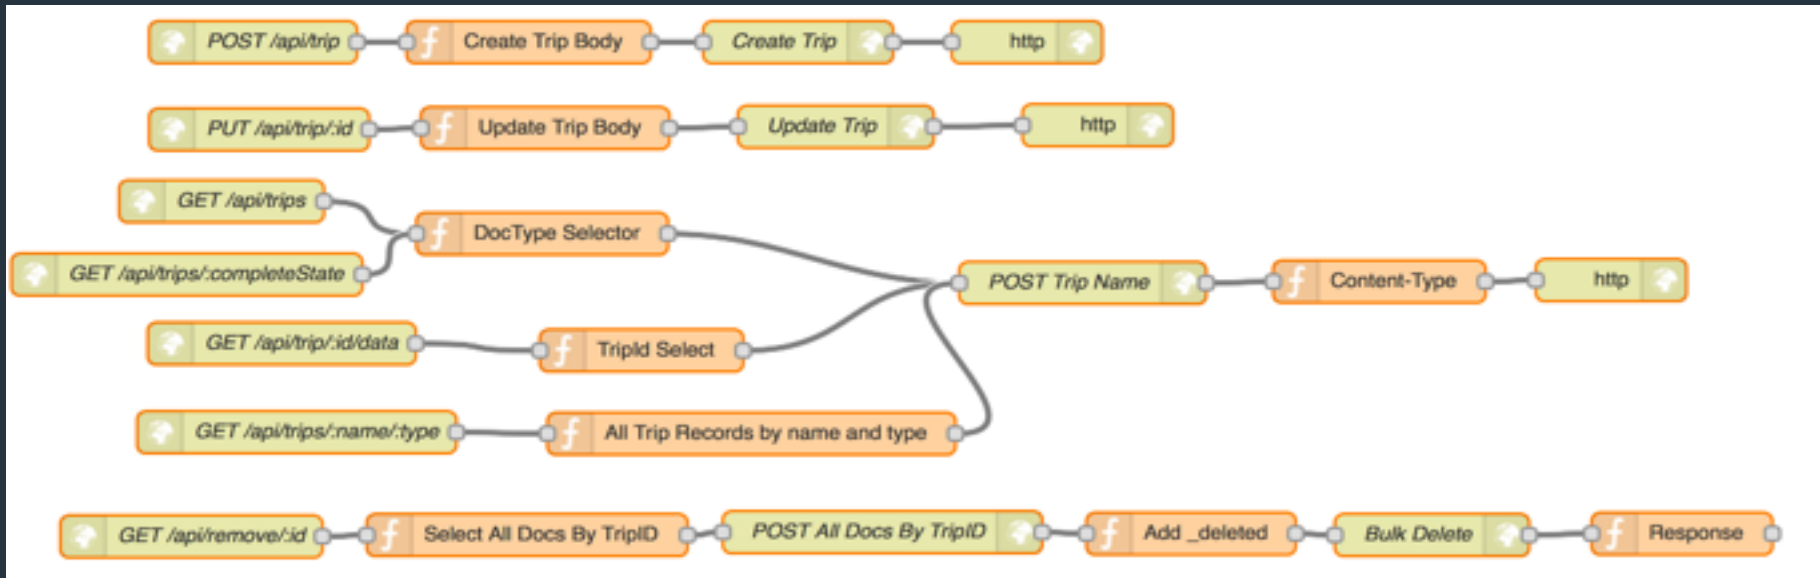 POST /api/trip
Create Trip Body
Create Trip
http
PUT /api/trip/:id
Update Trip Body
Update Trip
http
GET /api/trips
DocType Selector
GET /api/trips/:completeState
POST Trip Name
Content-Type
http
GET /api/trip/:id/data
TripId Select
GET /api/trips/:name/:type
All Trip Records by name and type
GET /api/remove/:id
Select All Docs By TripID
POST All Docs By TripID
Add _deleted
Bulk Delete
Response